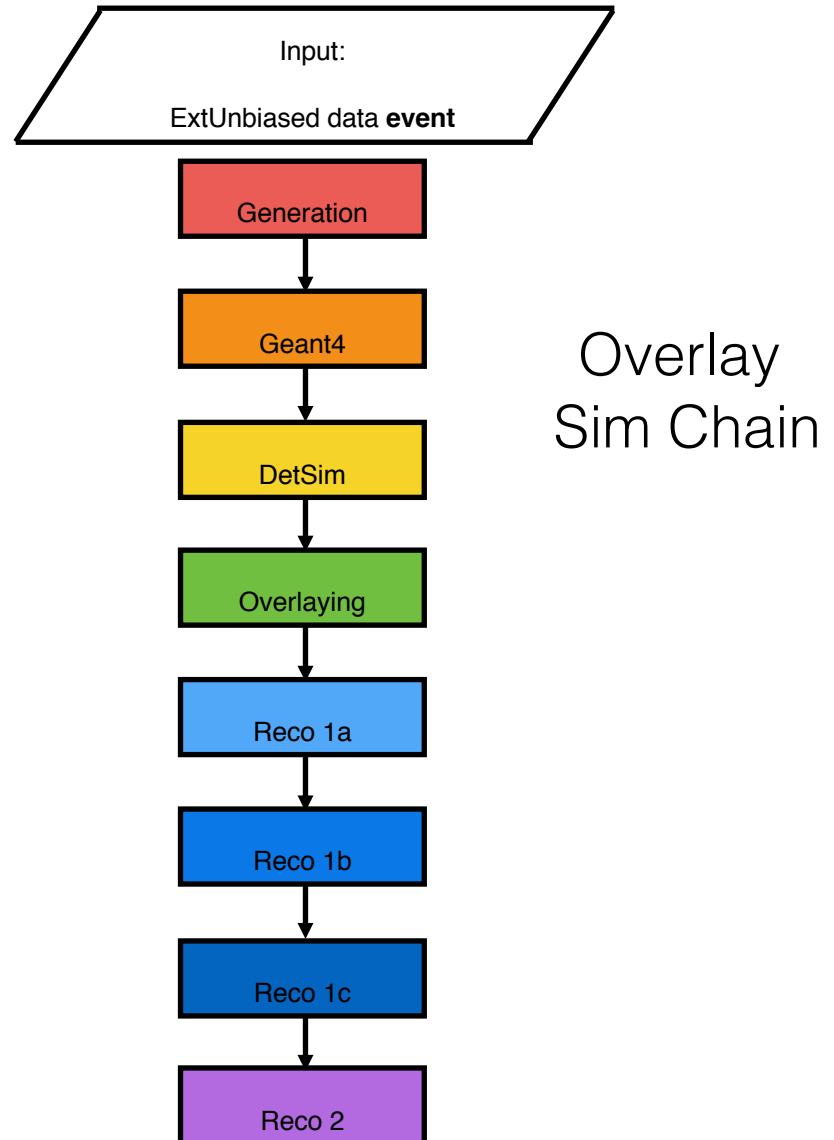 Input:
ExtUnbiased data event
Generation
Geant4
Overlay
Sim Chain
DetSim
Overlaying
Reco 1a
Reco 1b
Reco 1c
Reco 2